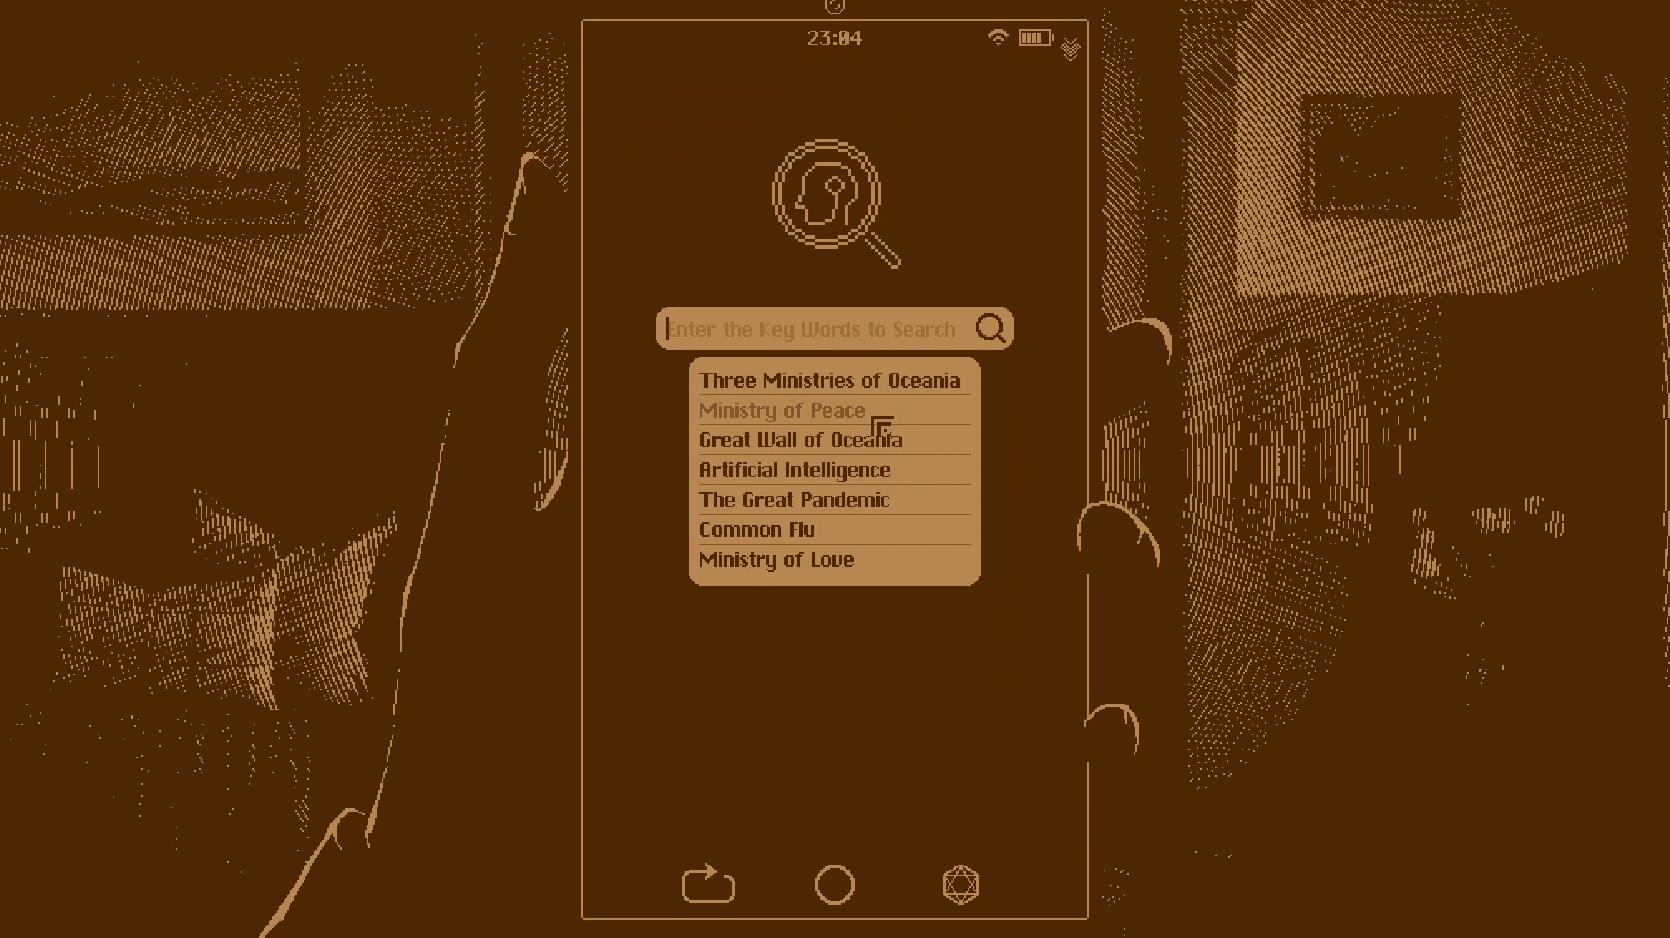 23:04
Enter the Key Words to Search
Three Ministries of Oceania
Ministry of Peace
Great Wall of Oceania
Artificial Intelligence
The Great Pandemic
Common Flu
Ministry of Love